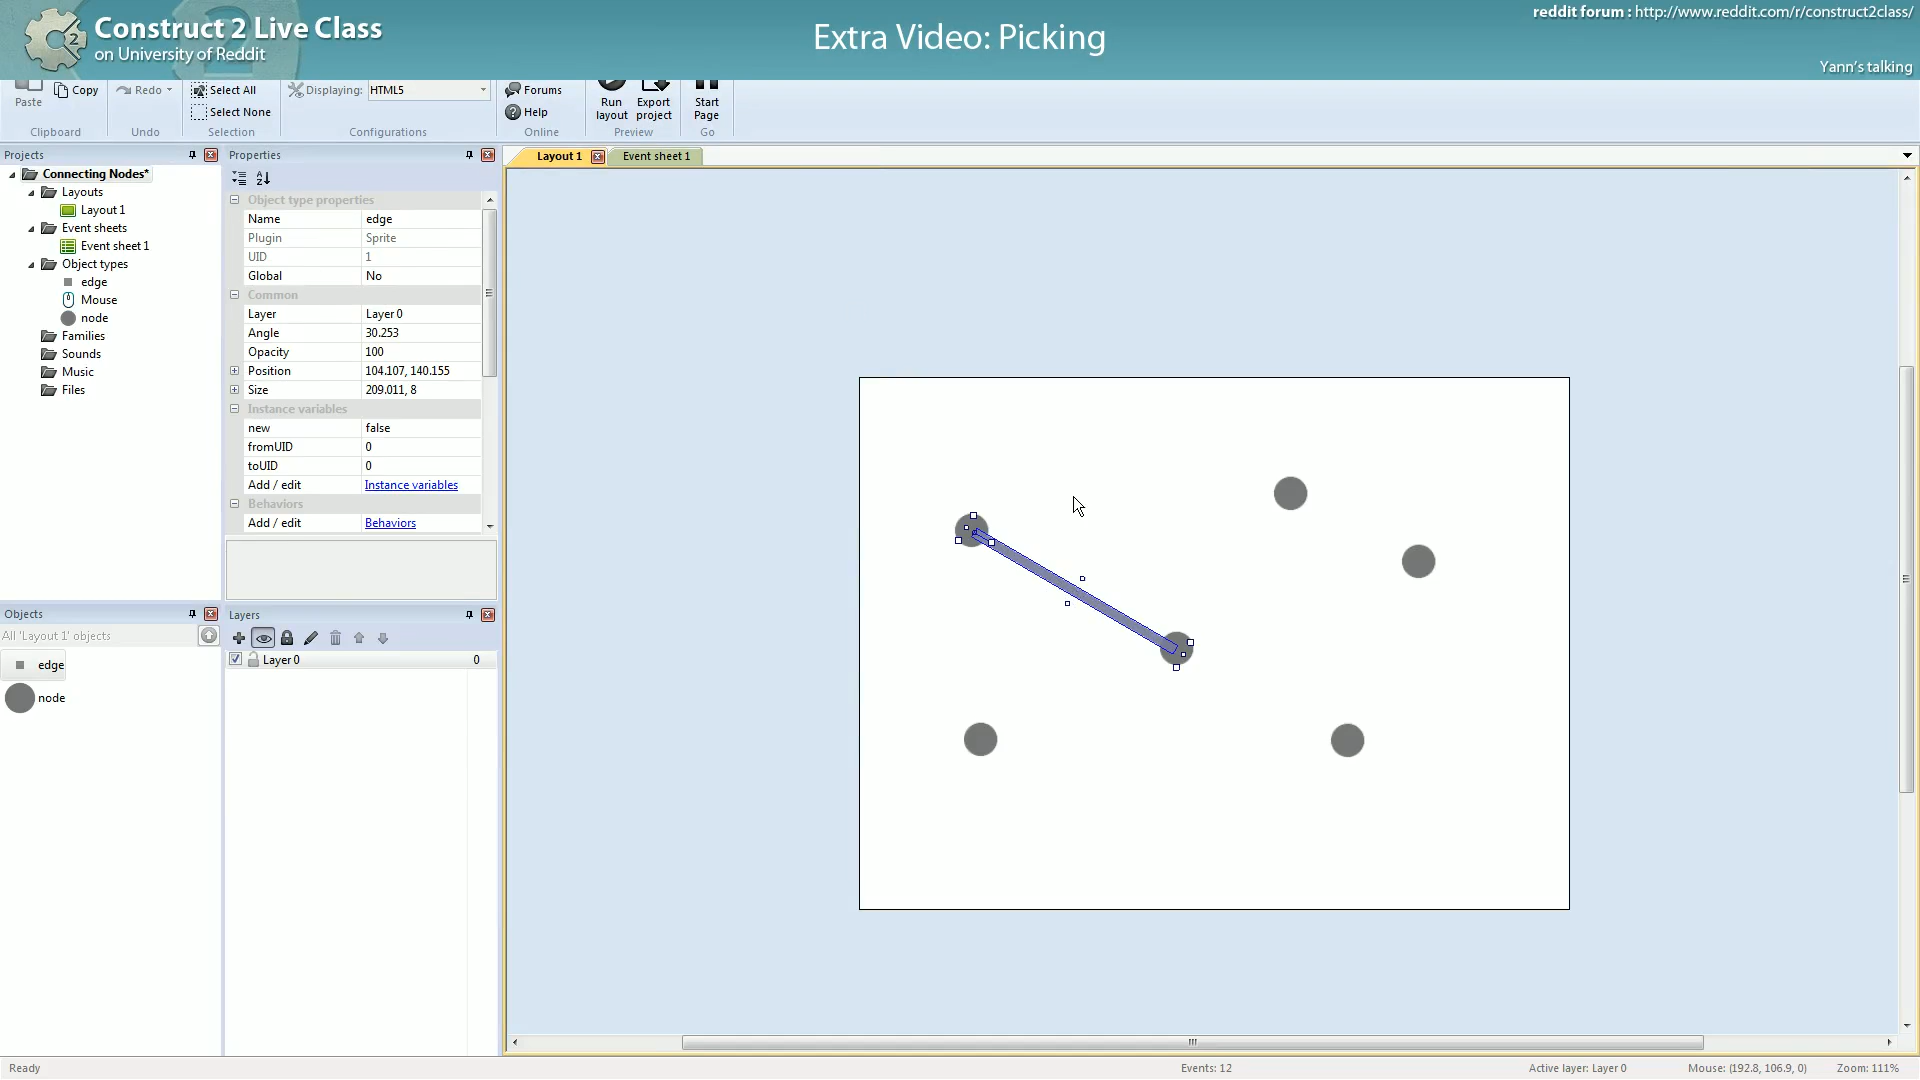 Construct 2 Live Class
on University of Reddit
2
Extra Video: Picking
reddit forum : http://www.reddit.com/r/construct2class/
Yann's talking
Paste
Copy
Clipboard
Redo
Undo
Select All
Select None
Selection
Displaying:
HTML5
Configurations
Forums
Help
Online
Run layout
Export project
Preview
Start Page
Go
Projects
Connecting Nodes*
Layouts
Layout 1
Event sheets
Event sheet 1
Object types
edge
Mouse
node
Families
Sounds
Music
Files
Properties
Object type properties
Name edge
Plugin Sprite
UID 1
Global No
Common
Layer Layer 0
Angle 30.253
Opacity 100
Position 104.107, 140.155
Size 209.011, 8
Instance variables
new false
fromUID 0
toUID 0
Add / edit Instance variables
Behaviors
Add / edit Behaviors
Layout 1
Event sheet 1
Objects
All 'Layout 1' objects
edge
node
Layers
Layer 0 0
Ready
Events: 12
Active layer: Layer 0
Mouse: (192.8, 106.9, 0)
Zoom: 111%